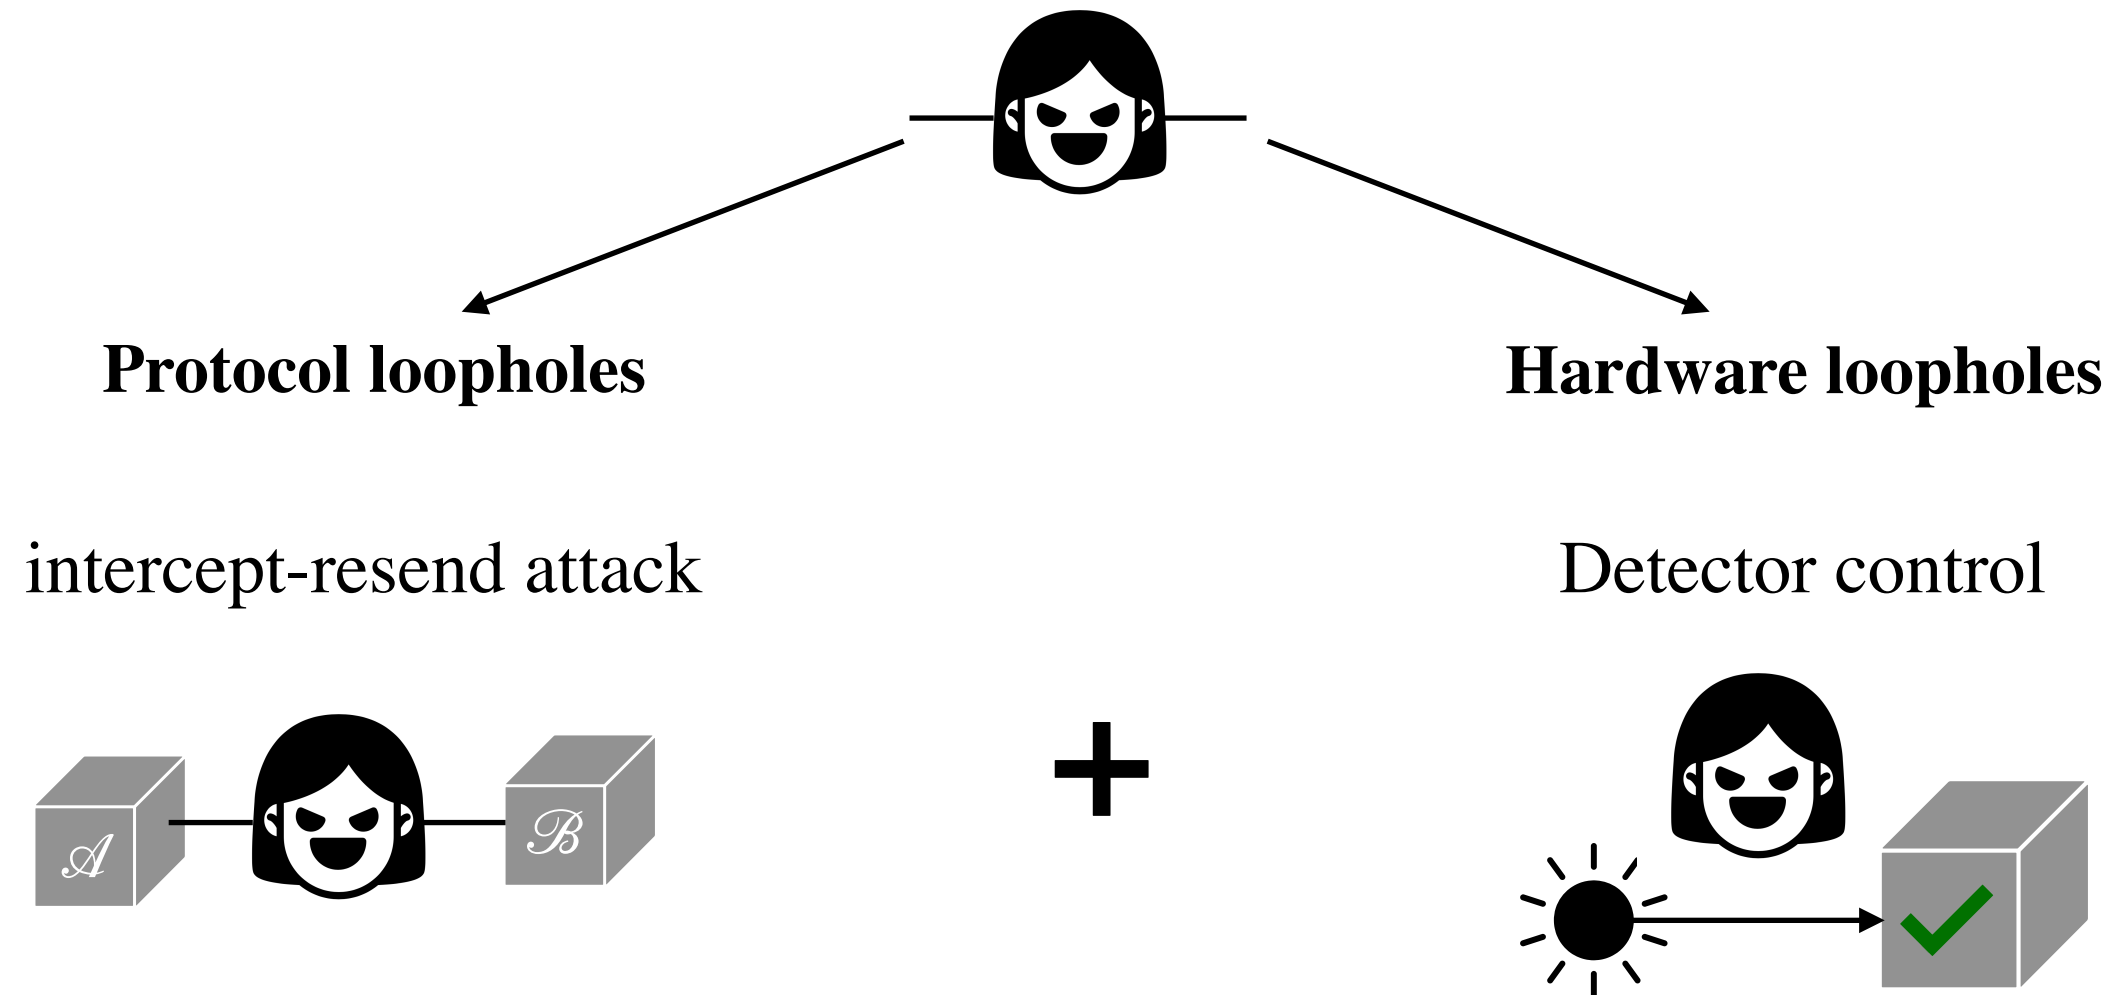 Protocol loopholes
Hardware loopholes
intercept-resend attack
Detector control
𝒜
ℬ
+